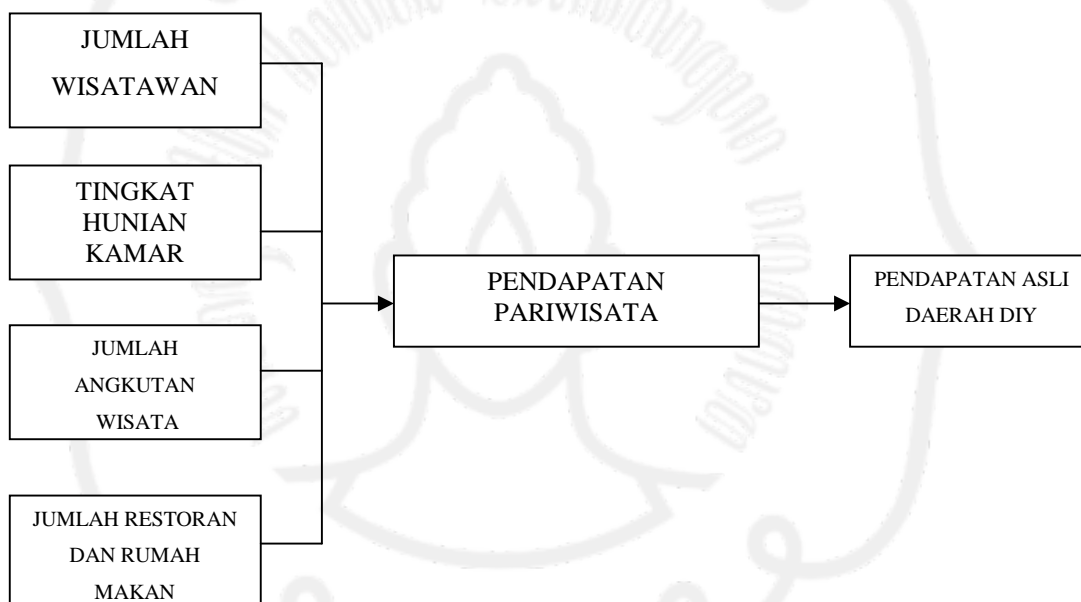 JUMLAH
WISATAWAN
TINGKAT
HUNIAN
KAMAR
JUMLAH
ANGKUTAN
WISATA
JUMLAH RESTORAN
DAN RUMAH
MAKAN
PENDAPATAN
PARIWISATA
PENDAPATAN ASLI
DAERAH DIY